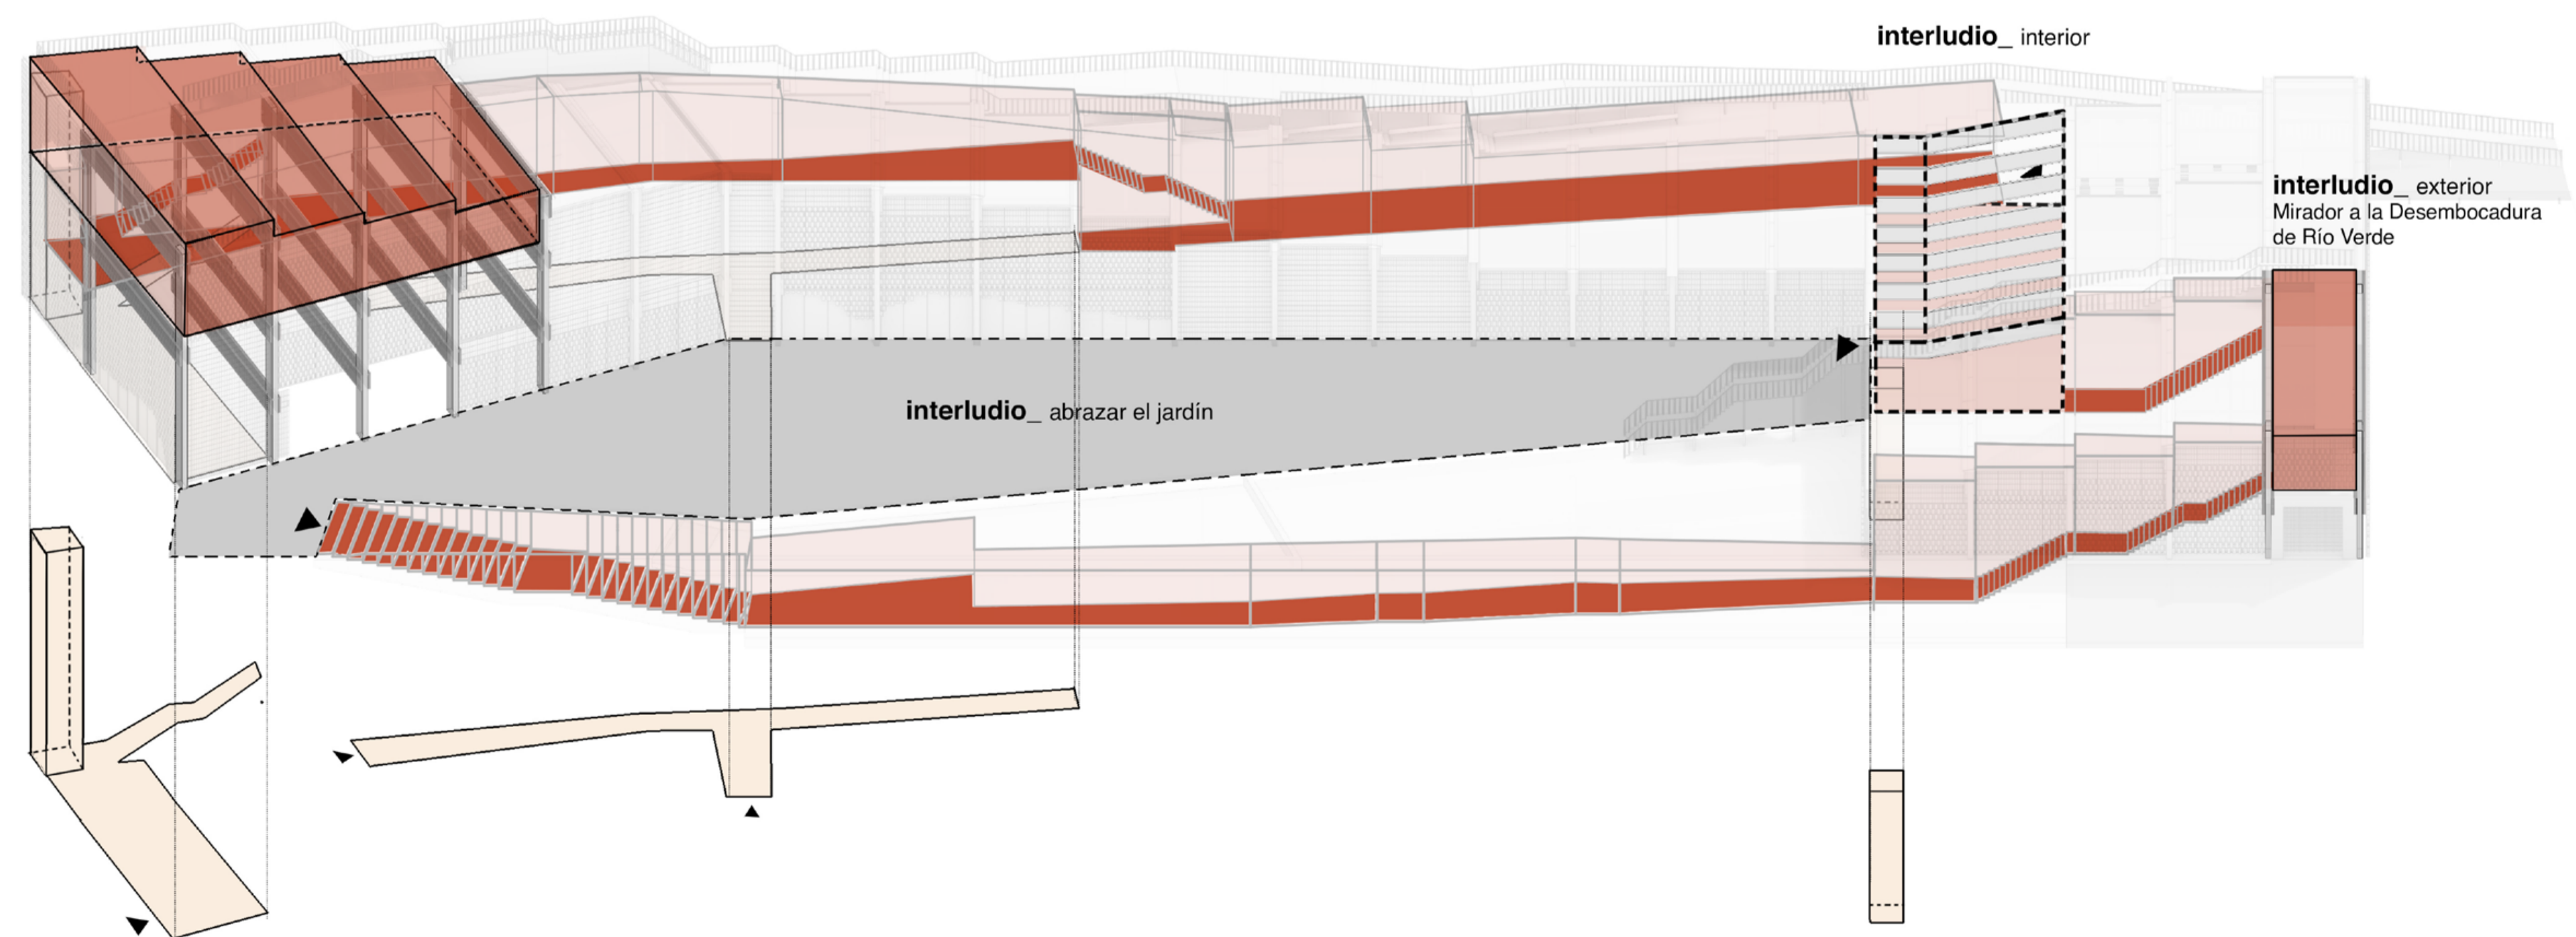 interludio_ interior
interludio_ exterior
Mirador a la Desembocadura
de Río Verde
interludio_ abrazar el jardín